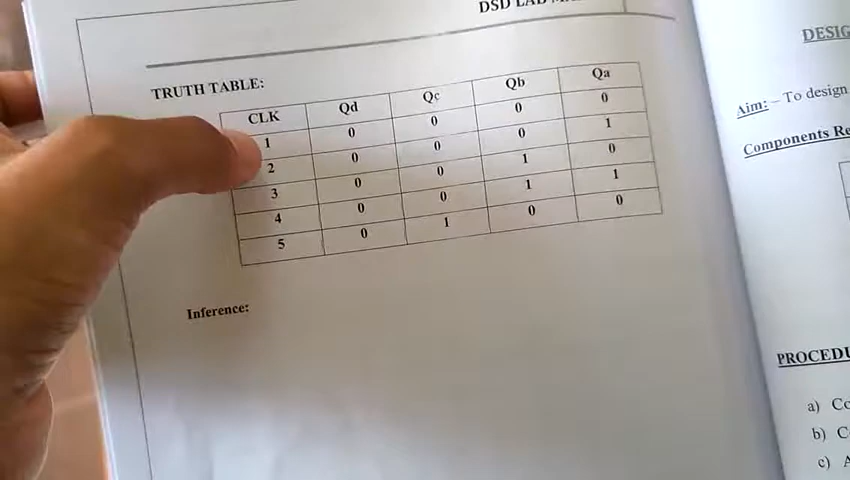 DSD LAB
TRUTH TABLE:
CLK Qd Qc Qb Qa
1 0 0 0 0
2 0 0 0 1
3 0 0 1 0
4 0 0 1 1
5 0 1 0 0
Inference:
DESIG
Aim: – To design
Components Re
PROCEDU
a) Co
b) C
c) A